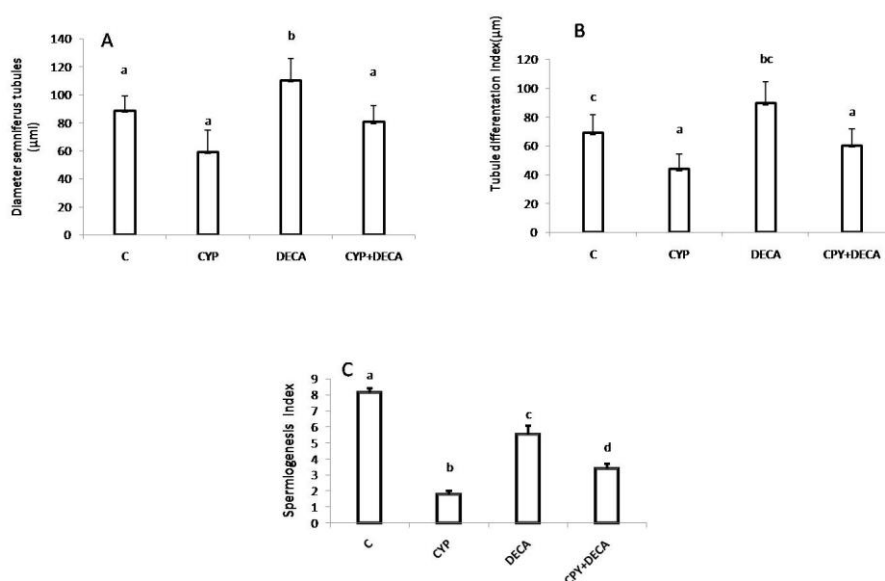 A
Diameter semniferus tubules
(µml)
140
120
100
80
60
40
20
0
a
a
b
a
C CYP DECA CYP+DECA
B
Tubule differentation Index(µm)
120
100
80
60
40
20
0
c
a
bc
a
C CYP DECA CPY+DECA
C
Spermiogenesis Index
9
8
7
6
5
4
3
2
1
0
a
b
c
d
C CYP DECA CPY+DECA